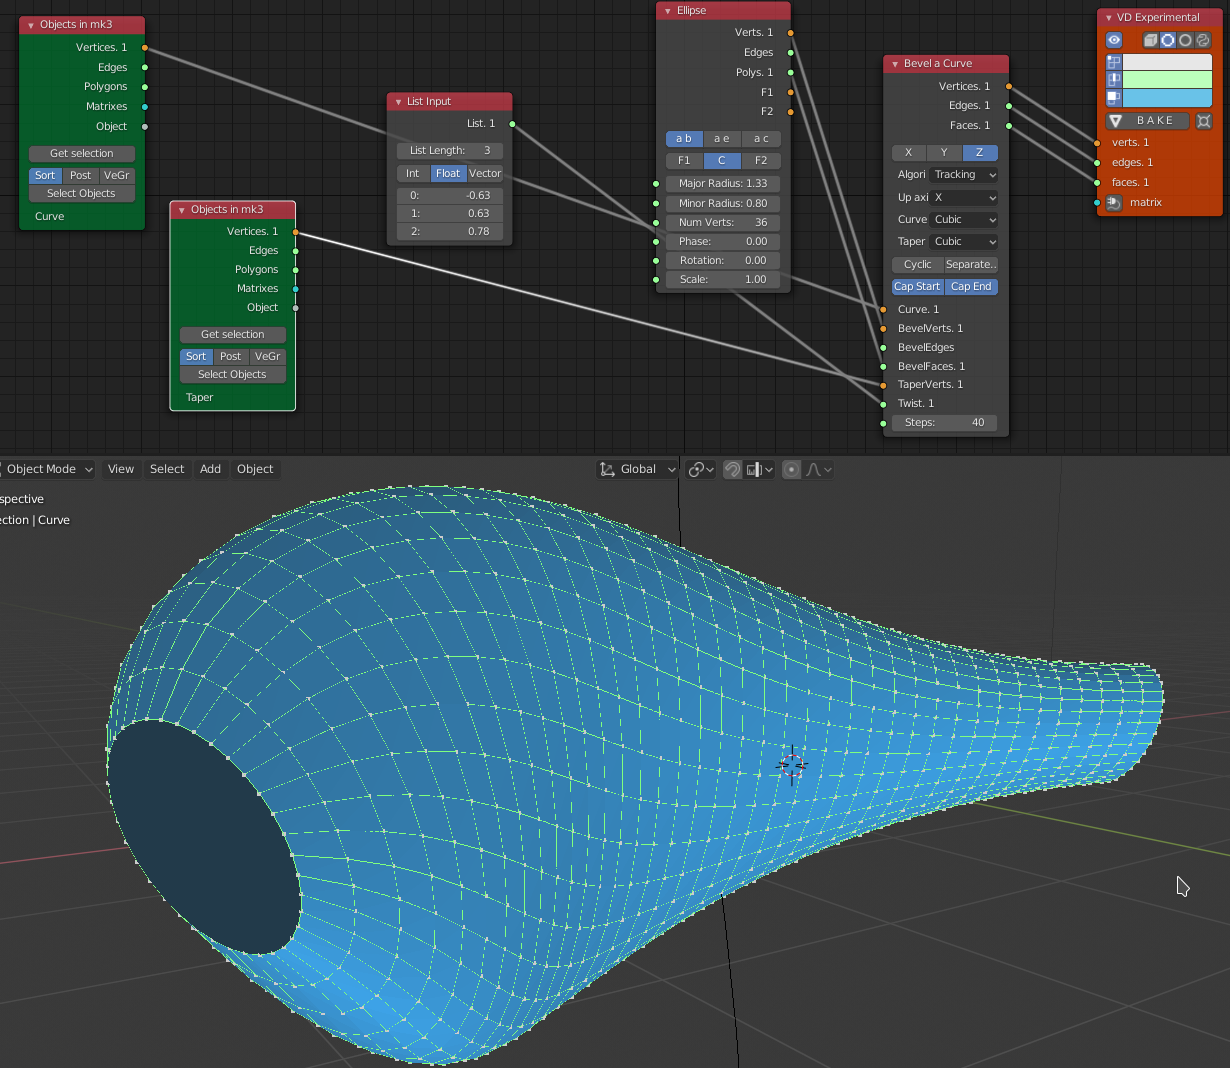 Objects in mk3
Vertices. 1
Edges
Polygons
Matrixes
Object
Get selection
Sort Post VeGr
Select Objects
Curve
Objects in mk3
Vertices. 1
Edges
Polygons
Matrixes
Object
Get selection
Sort Post VeGr
Select Objects
Taper
List Input
List. 1
List Length: 3
Int Float Vector
0: -0.63
1: 0.63
2: 0.78
Ellipse
Verts. 1
Edges
Polys. 1
F1
F2
a b a e a c
F1 C F2
Major Radius: 1.33
Minor Radius: 0.80
Num Verts: 36
Phase: 0.00
Rotation: 0.00
Scale: 1.00
Bevel a Curve
Vertices. 1
Edges. 1
Faces. 1
X Y Z
Algori Tracking
Up axi X
Curve Cubic
Taper Cubic
Cyclic Separate..
Cap Start Cap End
Curve. 1
BevelVerts. 1
BevelEdges
BevelFaces. 1
TaperVerts. 1
Twist. 1
Steps: 40
VD Experimental
B A K E
verts. 1
edges. 1
faces. 1
matrix
Object Mode View Select Add Object Global
spective
ection | Curve